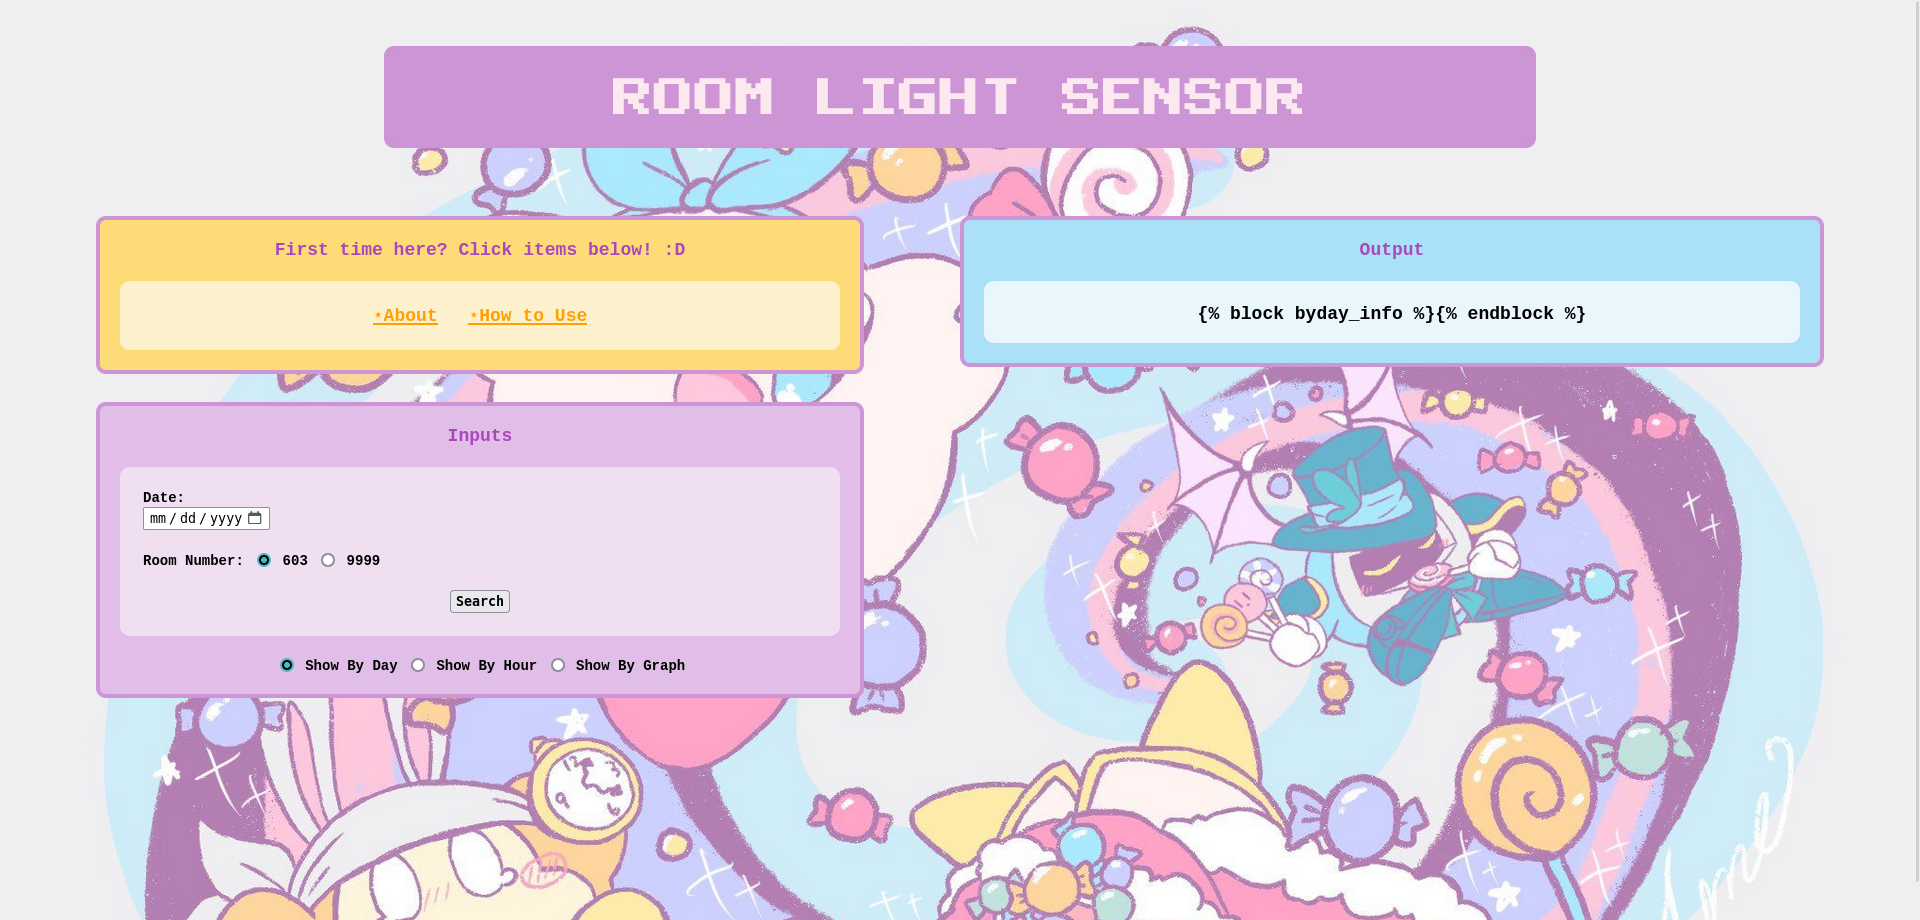 ROOM LIGHT SENSOR
First time here? Click items below! :D
⋆About ⋆How to Use
Output
{% block byday_info %}{% endblock %}
Inputs
Date:
mm/dd/yyyy
Room Number: 603 9999
Search
Show By Day Show By Hour Show By Graph